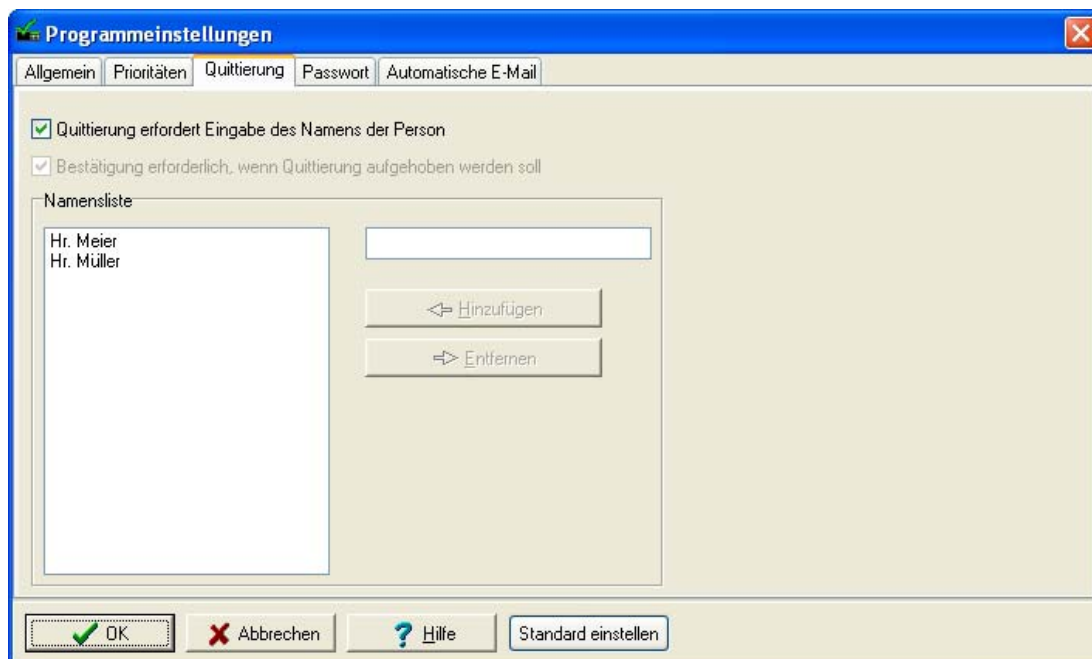 Programmeinstellungen
Allgemein Prioritäten Quittierung Passwort Automatische E-Mail
Quittierung erfordert Eingabe des Namens der Person
Bestätigung erforderlich, wenn Quittierung aufgehoben werden soll
Namensliste
Hr. Meier
Hr. Müller
Hinzufügen
Entfernen
OK Abbrechen Hilfe Standard einstellen